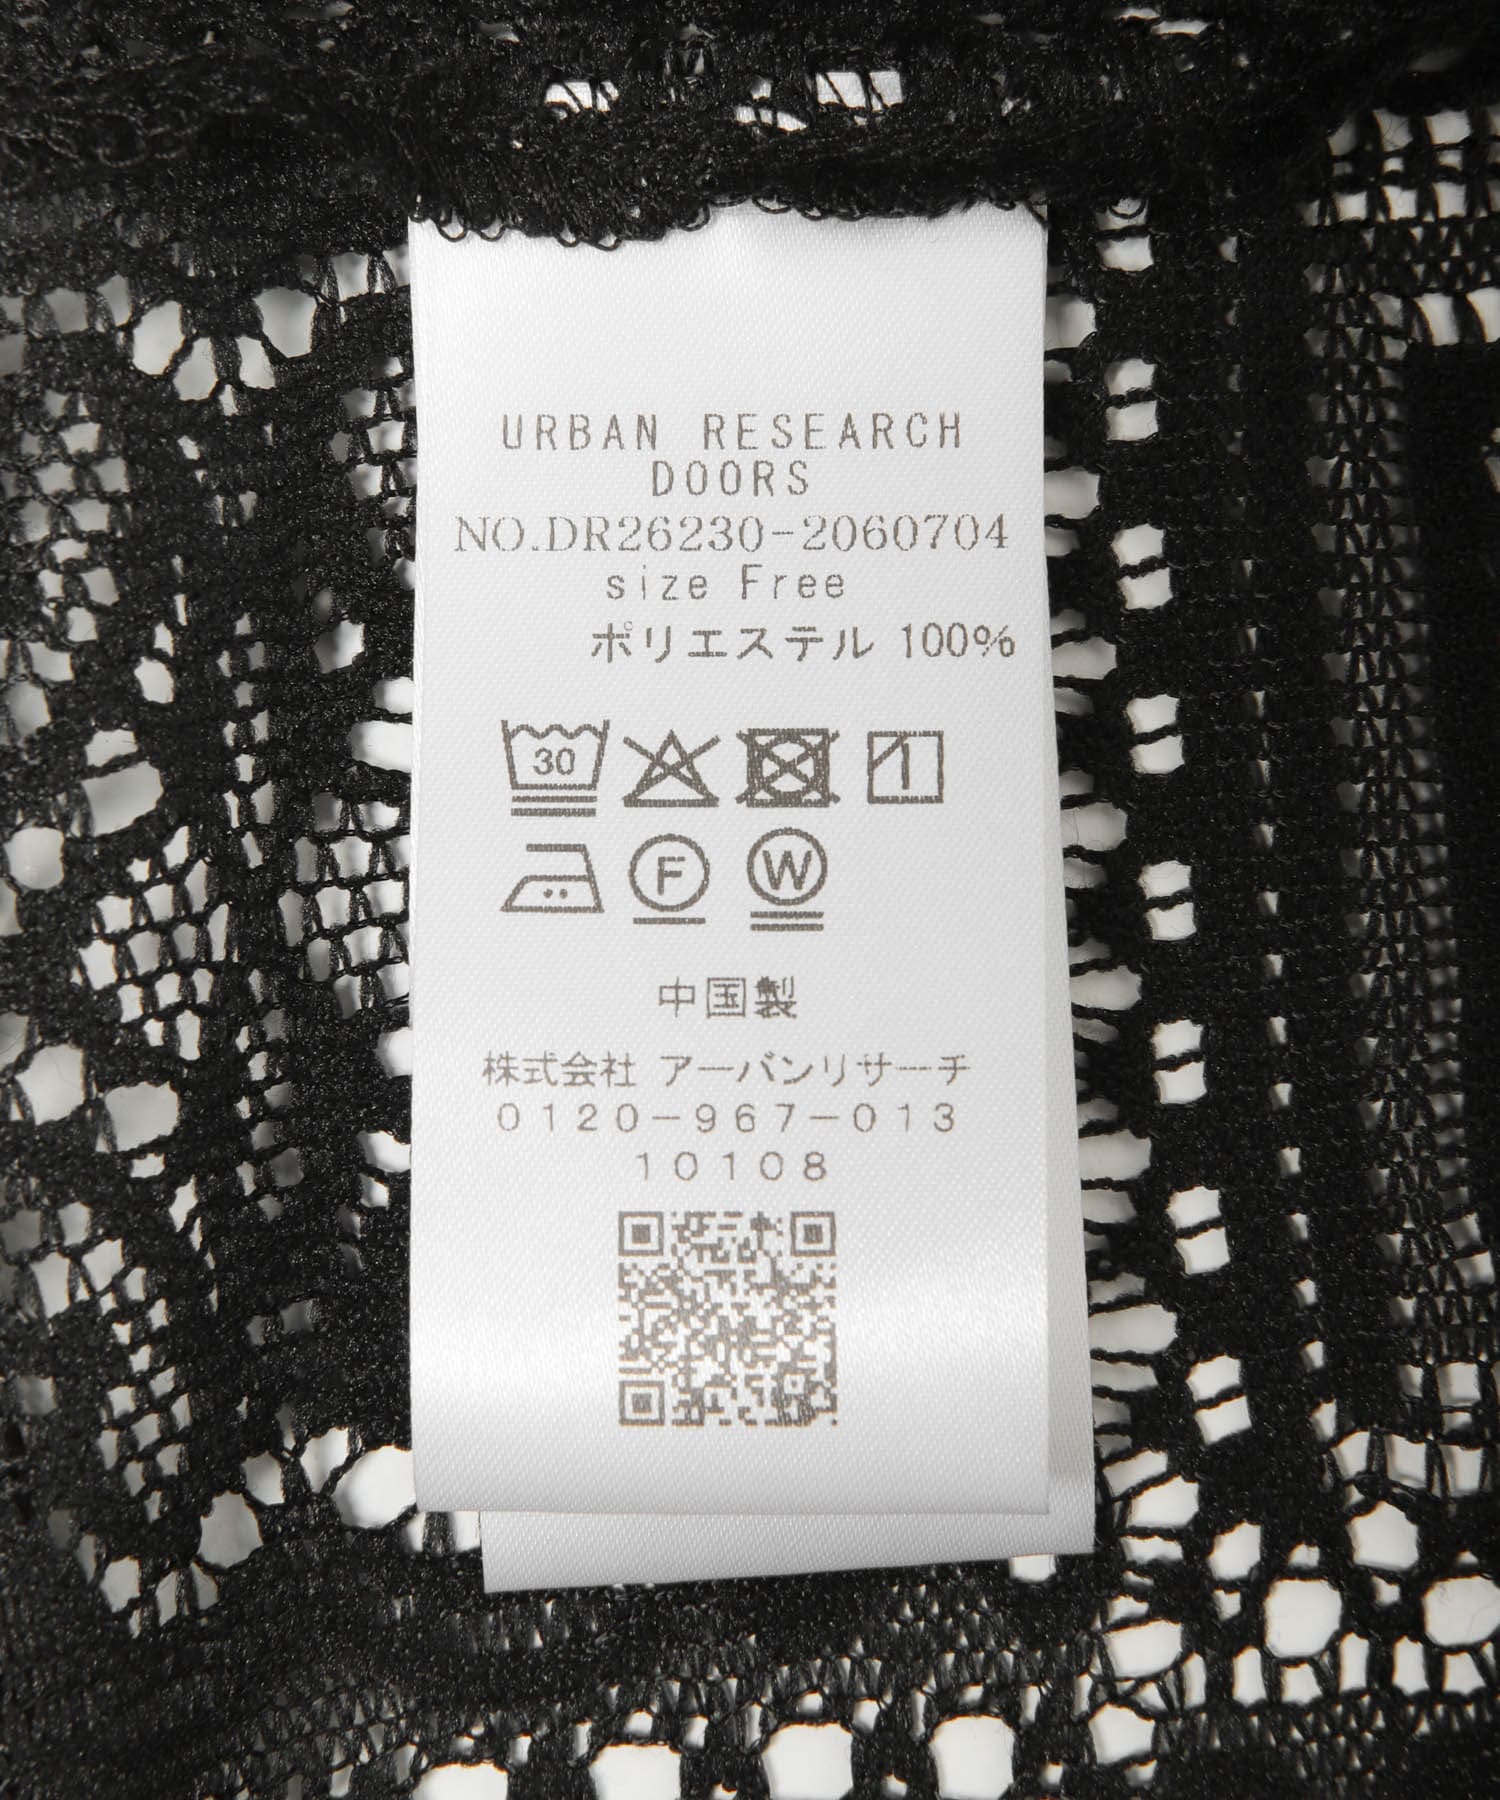 URBAN RESEARCH
DOORS
NO.DR26230-2060704
size Free
ポリエステル 100%
30
F W
中国製
株式会社 アーバンリサーチ
0120-967-013
10108